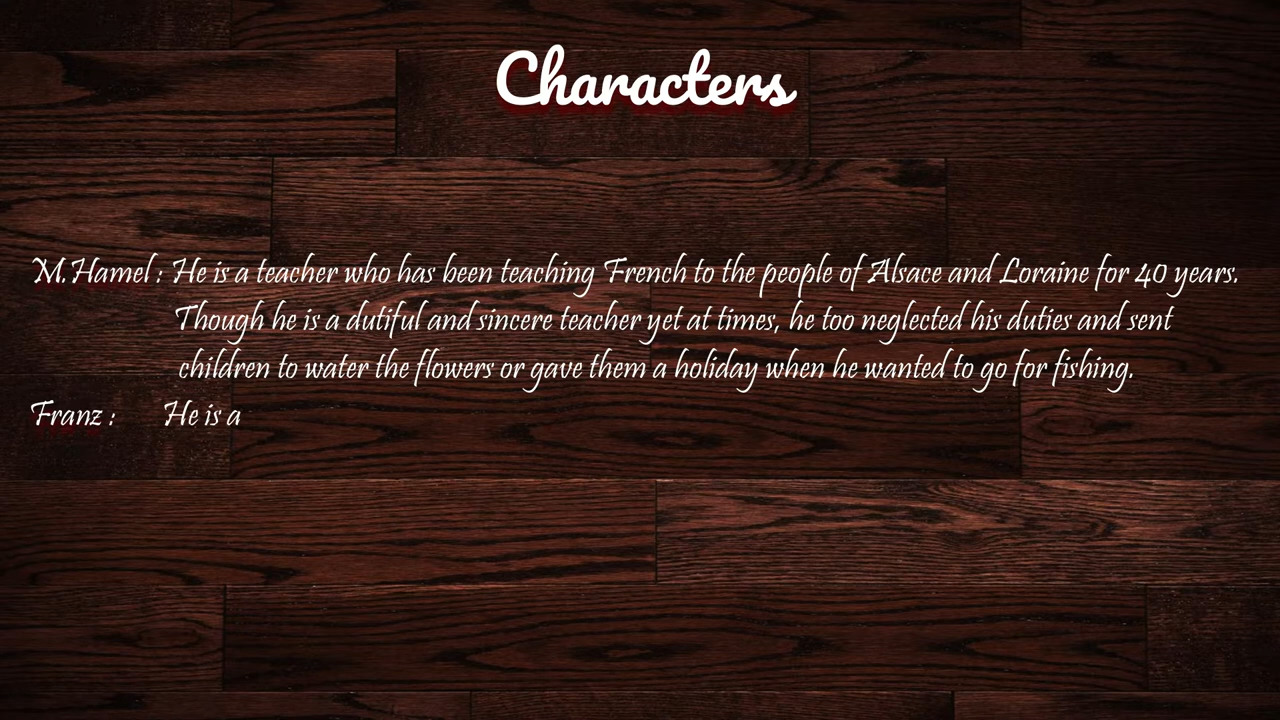 Characters
M.Hamel : He is a teacher who has been teaching French to the people of Alsace and Loraine for 40 years.
Though he is a dutiful and sincere teacher yet at times, he too neglected his duties and sent
children to water the flowers or gave them a holiday when he wanted to go for fishing.
Franz : He is a